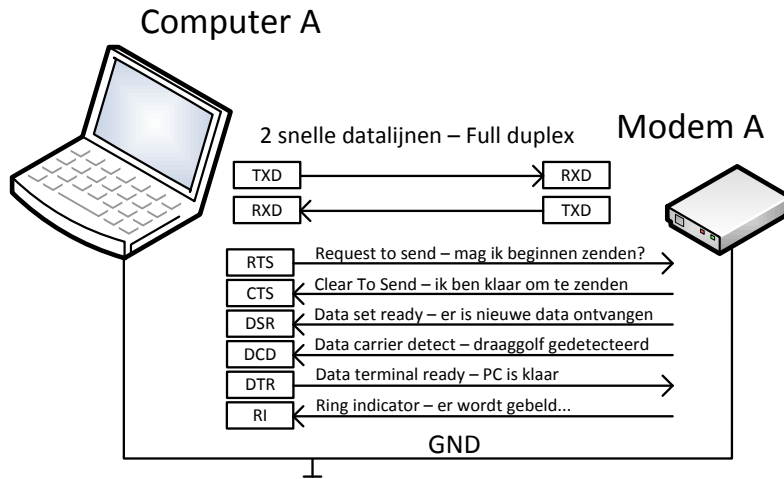 Computer A
Modem A
2 snelle datalijnen – Full duplex
TXD RXD
RXD TXD
RTS Request to send – mag ik beginnen zenden?
CTS Clear To Send – ik ben klaar om te zenden
DSR Data set ready – er is nieuwe data ontvangen
DCD Data carrier detect – draaggolf gedetecteerd
DTR Data terminal ready – PC is klaar
RI Ring indicator – er wordt gebeld...
GND